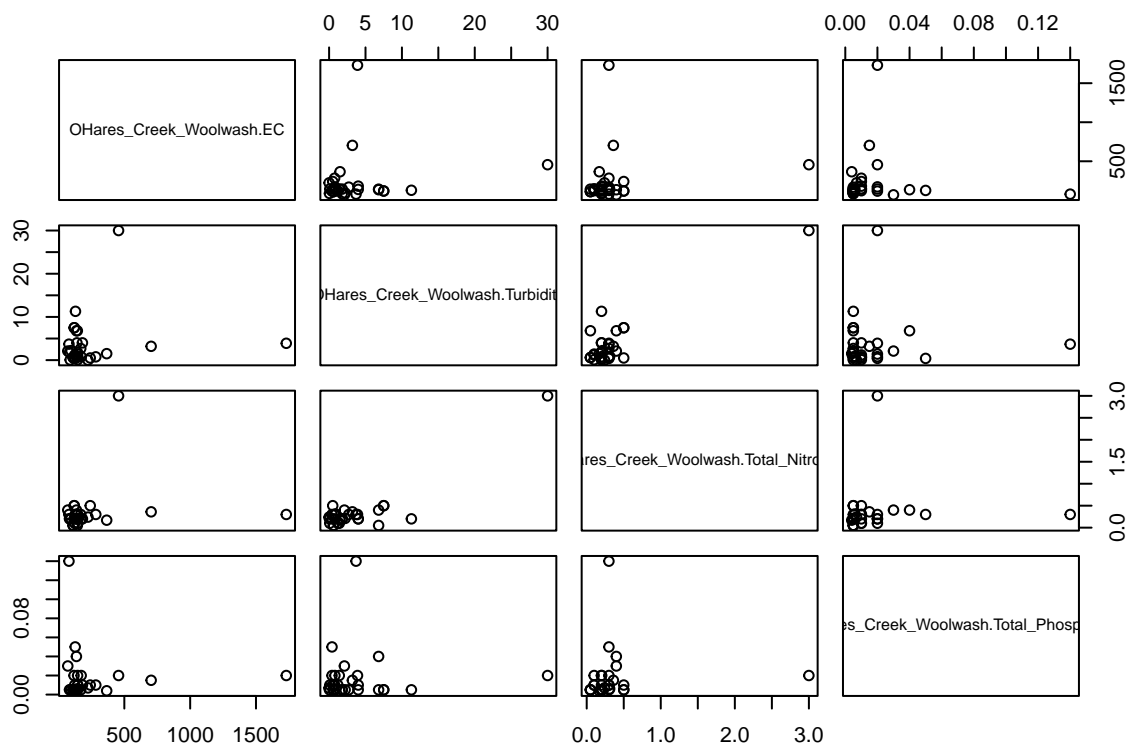 0 5 10 30
0.00 0.04 0.08 0.12
OHares_Creek_Woolwash.EC
500 1500
0 10 20 30
OHares_Creek_Woolwash.Turbidit
ares_Creek_Woolwash.Total_Nitro
0.0 1.5 3.0
0.00 0.08
es_Creek_Woolwash.Total_Phosp
500 1000 1500
0.0 1.0 2.0 3.0